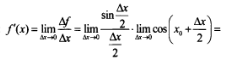 f'(x) = lim_{Δx→0} Δf/Δx = lim_{Δx→0} (sin Δx/2)/(Δx/2) · lim_{Δx→0} cos(x₀ + Δx/2) =